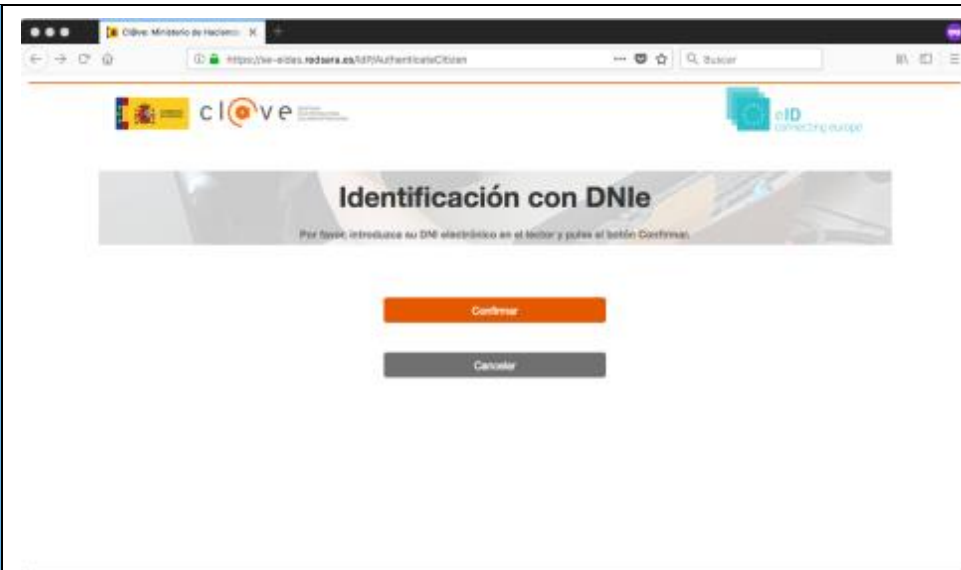 Cl@ve: Ministerio de Hacienda
https://se-eidas.redsara.es/IdP/AuthenticateCitizen
Buscar
cl@ve
eID
connecting europe
Identificación con DNIe
Por favor, introduzca su DNI electrónico en el lector y pulse el botón Confirmar.
Confirmar
Cancelar